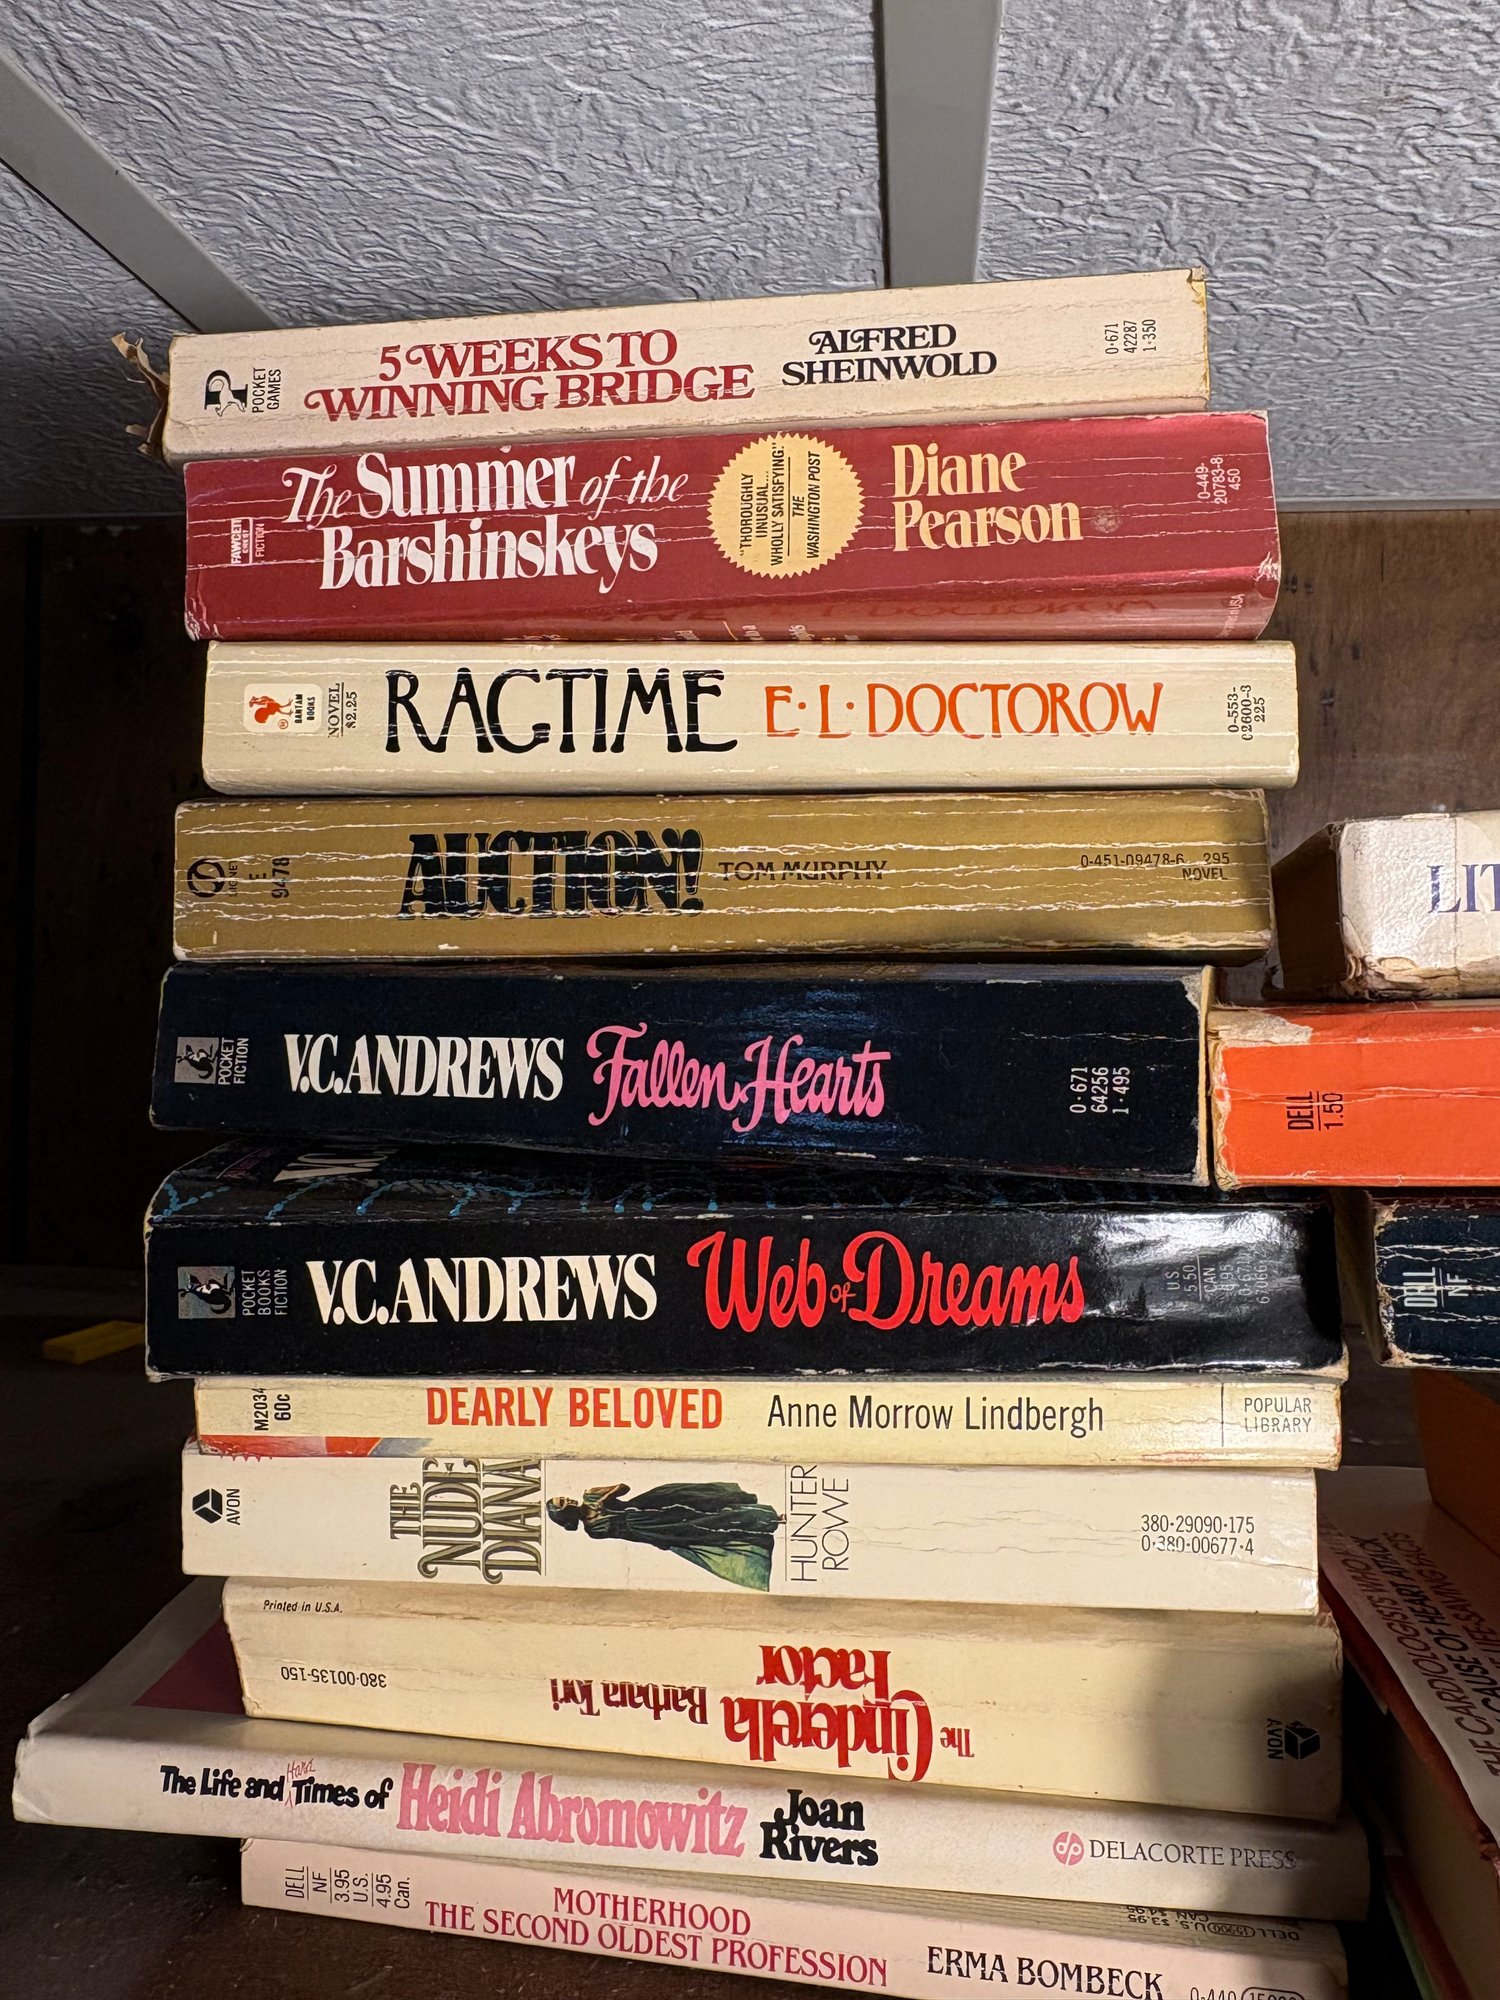 5 WEEKS TO
WINNING BRIDGE
ALFRED
SHEINWOLD
POCKET
GAMES
0·671
42287
1·350
The Summer of the
Barshinskeys
"THOROUGHLY
UNUSUAL...
WHOLLY SATISFYING."
THE
WASHINGTON POST
Diane
Pearson
FAWCETT
CREST
FICTION
0-449-
20783-8
450
E. L. DOCTOROW
RAGTIME
E·L·DOCTOROW
BANTAM
BOOKS
NOVEL
$2.25
0-553-
C2600-3
225
AUCTION!
TOM MURPHY
SIGNET
E
9478
0-451-09478-6 295
NOVEL
V.C.ANDREWS
Fallen Hearts
POCKET
FICTION
0·671
64256
1·495
V.C.ANDREWS
Web of Dreams
POCKET
BOOKS
FICTION
US
5.50
CAN
DEARLY BELOVED
Anne Morrow Lindbergh
M2034
60c
POPULAR
LIBRARY
AVON
THE
NUDE
DIANA
HUNTER
ROWE
380·29090·175
0·380·00677·4
Printed in U.S.A.
The Cinderella
Factor
Barbara Tori
380-00135-150
AVON
The Life and Hard Times of
Heidi Abromowitz
Joan
Rivers
DELACORTE PRESS
DELL
NF
3.95
U.S.
4.95
Can.
MOTHERHOOD
THE SECOND OLDEST PROFESSION
ERMA BOMBECK
LIT
DELL
1.50
DELL
NF